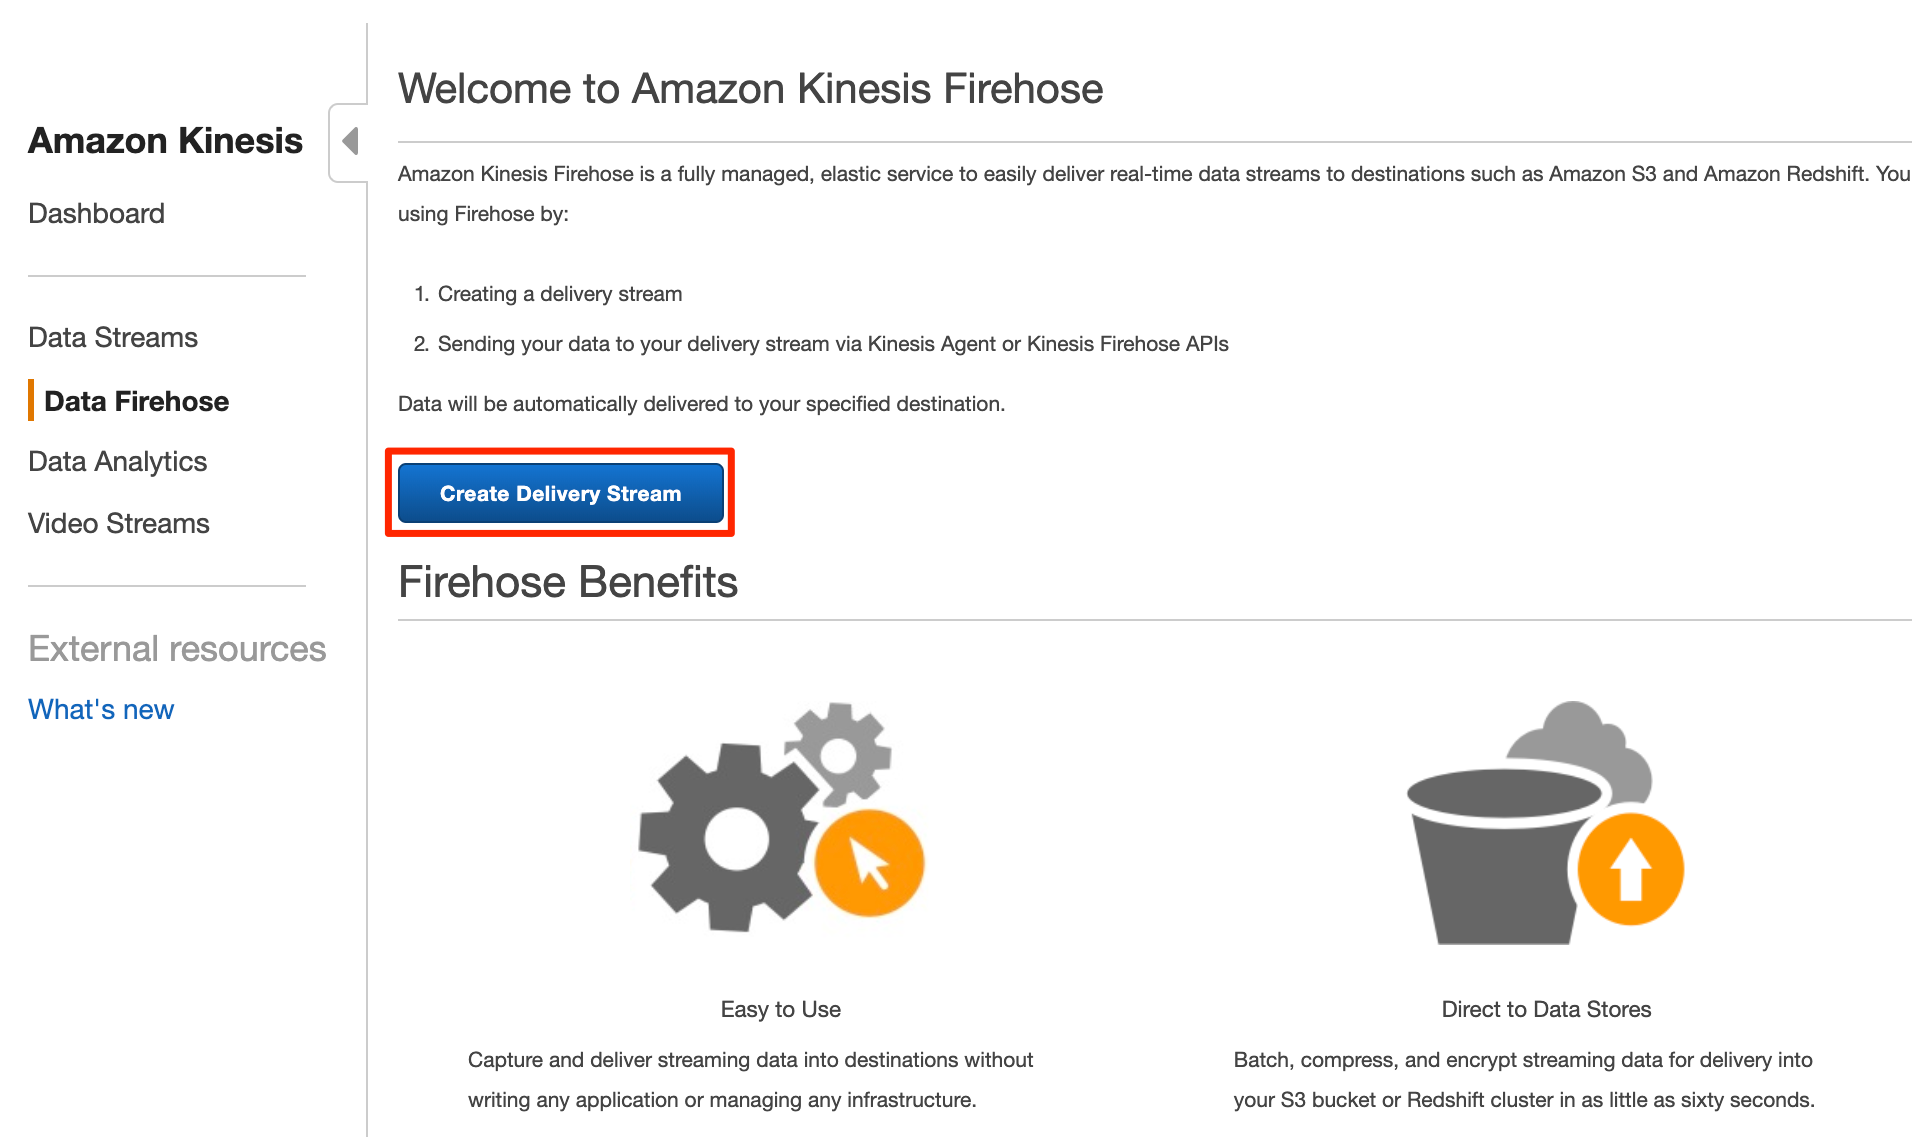 Amazon Kinesis
Dashboard
Data Streams
Data Firehose
Data Analytics
Video Streams
External resources
What's new
Welcome to Amazon Kinesis Firehose
Amazon Kinesis Firehose is a fully managed, elastic service to easily deliver real-time data streams to destinations such as Amazon S3 and Amazon Redshift. You
using Firehose by:
1. Creating a delivery stream
2. Sending your data to your delivery stream via Kinesis Agent or Kinesis Firehose APIs
Data will be automatically delivered to your specified destination.
Create Delivery Stream
Firehose Benefits
Easy to Use
Capture and deliver streaming data into destinations without
writing any application or managing any infrastructure.
Direct to Data Stores
Batch, compress, and encrypt streaming data for delivery into
your S3 bucket or Redshift cluster in as little as sixty seconds.